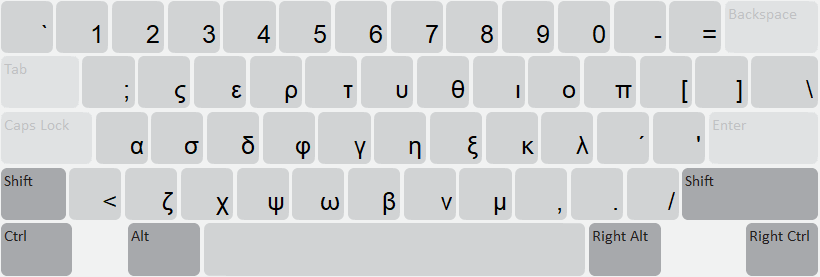 ` 1 2 3 4 5 6 7 8 9 0 - = Backspace
Tab ; ς ε ρ τ υ θ ι ο π [ ] \
Caps Lock α σ δ φ γ η ξ κ λ ΄ ' Enter
Shift < ζ χ ψ ω β ν μ , . / Shift
Ctrl Alt Right Alt Right Ctrl